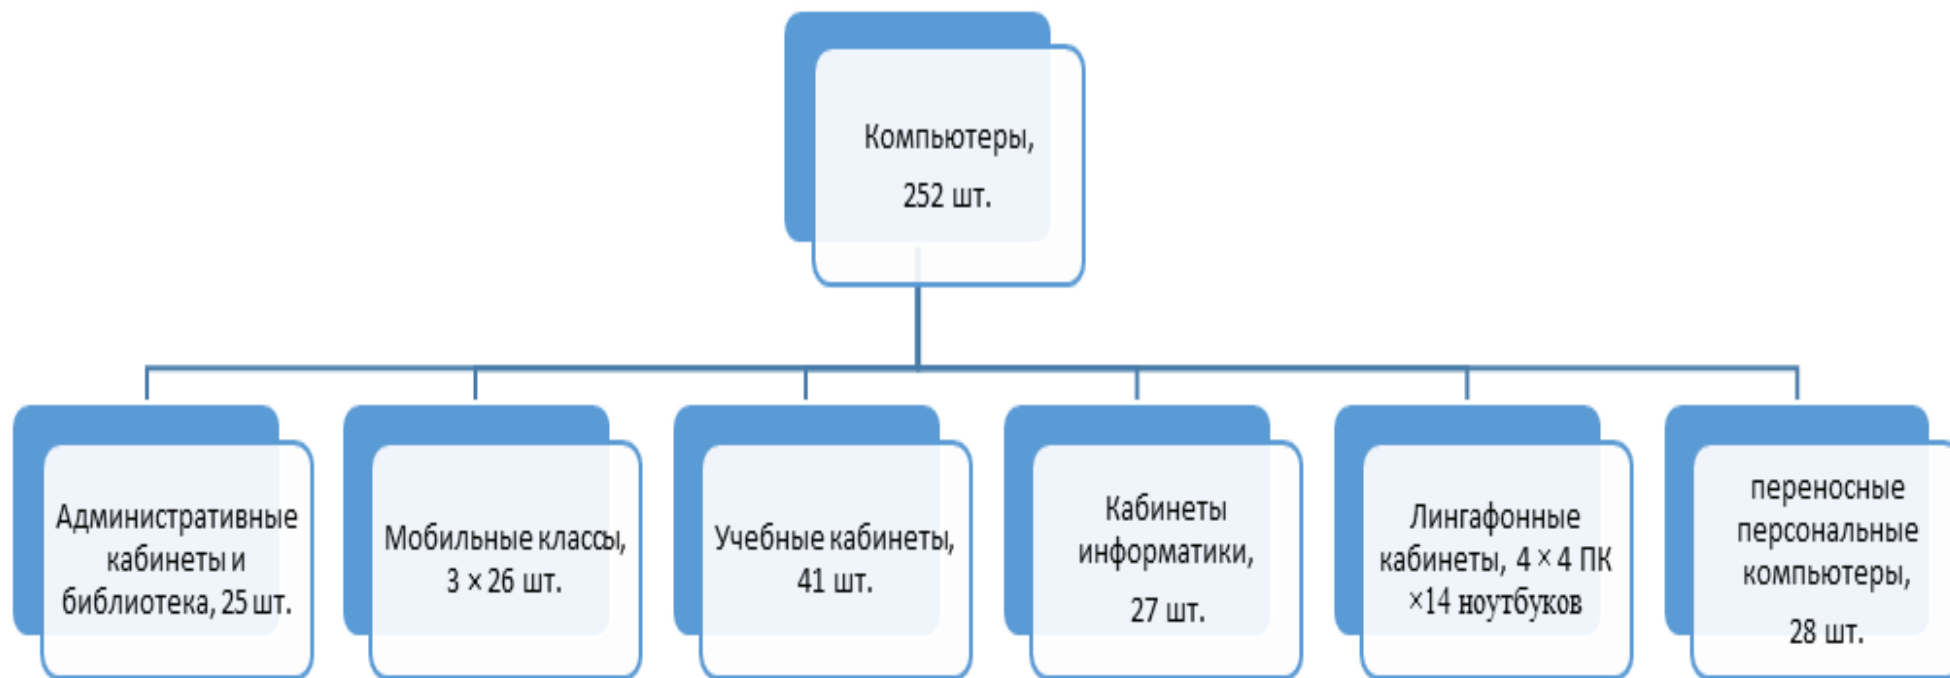 Компьютеры,
252 шт.
Административные
кабинеты и
библиотека, 25 шт.
Мобильные классы,
3 × 26 шт.
Учебные кабинеты,
41 шт.
Кабинеты
информатики,
27 шт.
Лингафонные
кабинеты, 4 × 4 ПК
×14 ноутбуков
переносные
персональные
компьютеры,
28 шт.